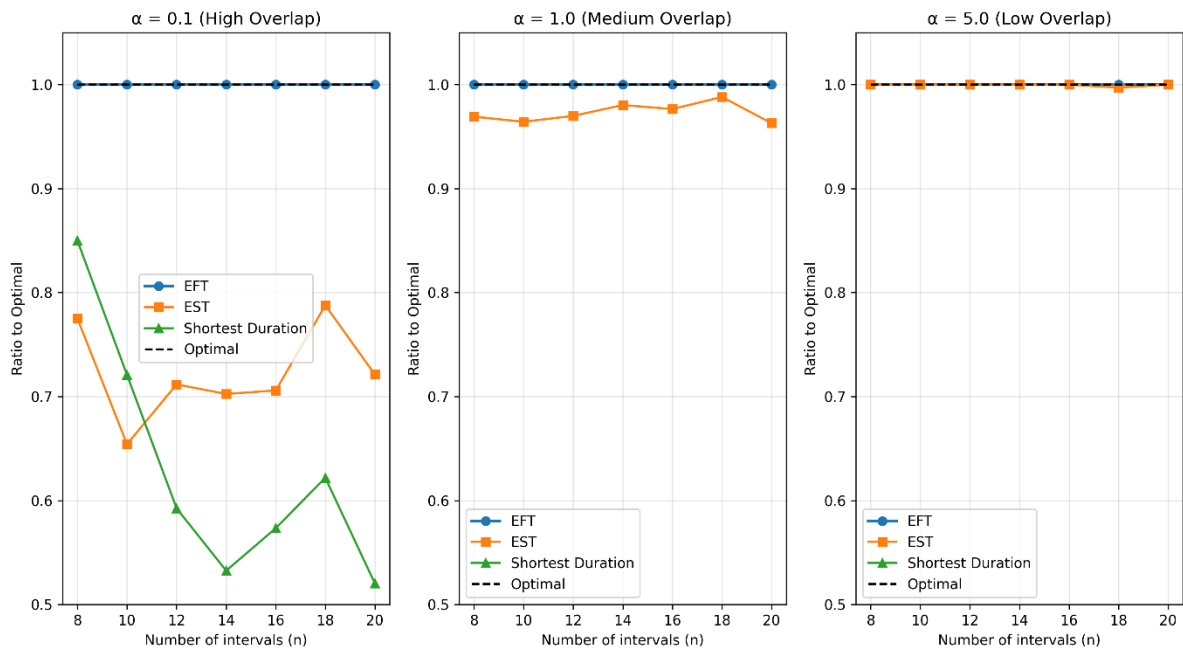 α = 0.1 (High Overlap)
Ratio to Optimal
1.0
0.9
0.8
0.7
0.6
0.5
EFT
EST
Shortest Duration
Optimal
8 10 12 14 16 18 20
Number of intervals (n)
α = 1.0 (Medium Overlap)
Ratio to Optimal
1.0
0.9
0.8
0.7
0.6
0.5
EFT
EST
Shortest Duration
Optimal
8 10 12 14 16 18 20
Number of intervals (n)
α = 5.0 (Low Overlap)
Ratio to Optimal
1.0
0.9
0.8
0.7
0.6
0.5
EFT
EST
Shortest Duration
Optimal
8 10 12 14 16 18 20
Number of intervals (n)